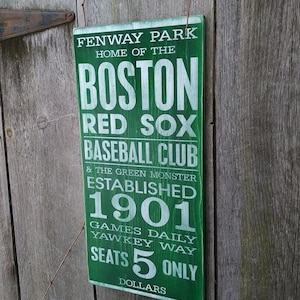 FENWAY PARK
HOME OF THE
BOSTON
RED SOX
BASEBALL CLUB
& THE GREEN MONSTER
ESTABLISHED
1901
GAMES DAILY
YAWKEY WAY
SEATS 5 ONLY
DOLLARS